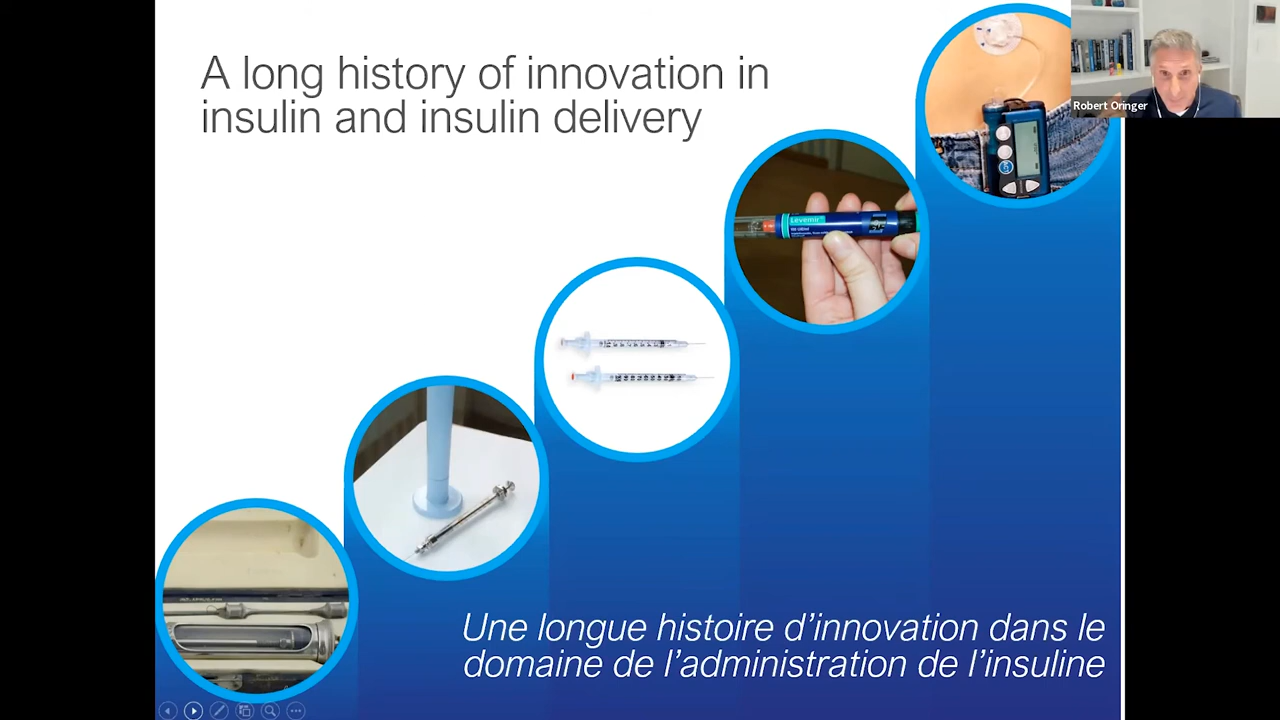 A long history of innovation in
insulin and insulin delivery
Robert Oringer
Levemir
Une longue histoire d’innovation dans le
domaine de l’administration de l’insuline